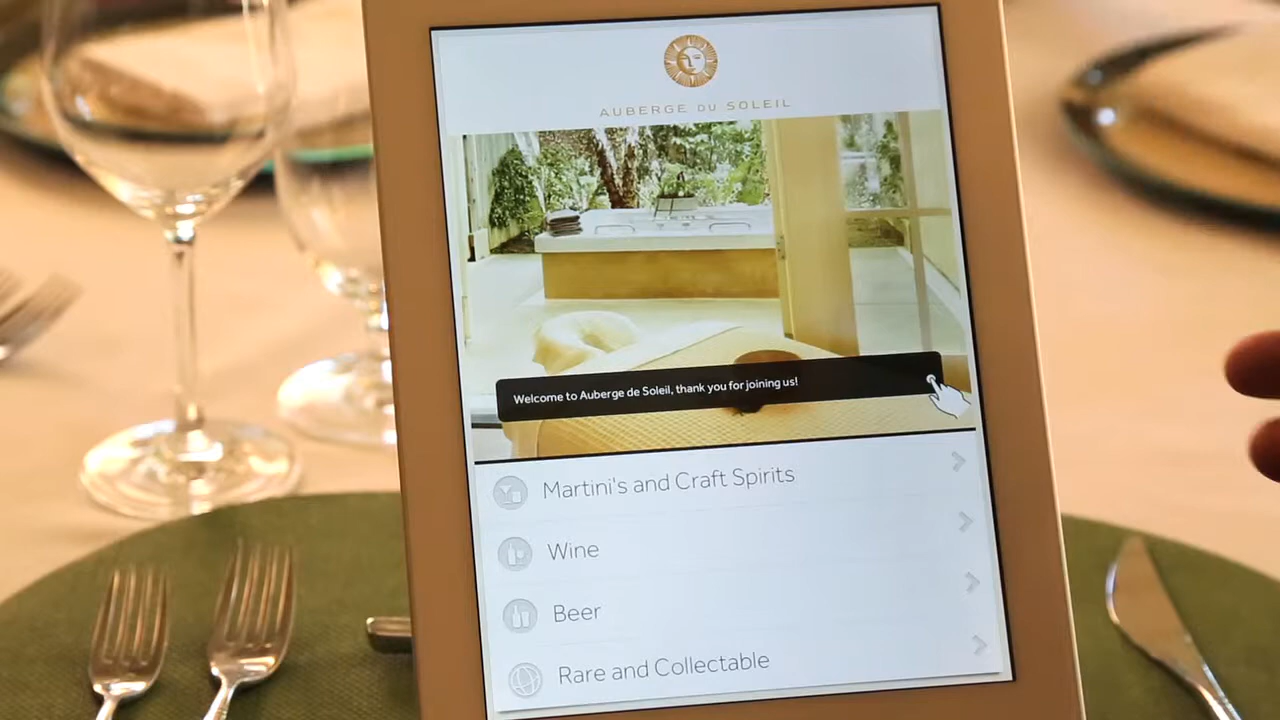 AUBERGE DU SOLEIL
Welcome to Auberge de Soleil, thank you for joining us!
Martini's and Craft Spirits
Wine
Beer
Rare and Collectable